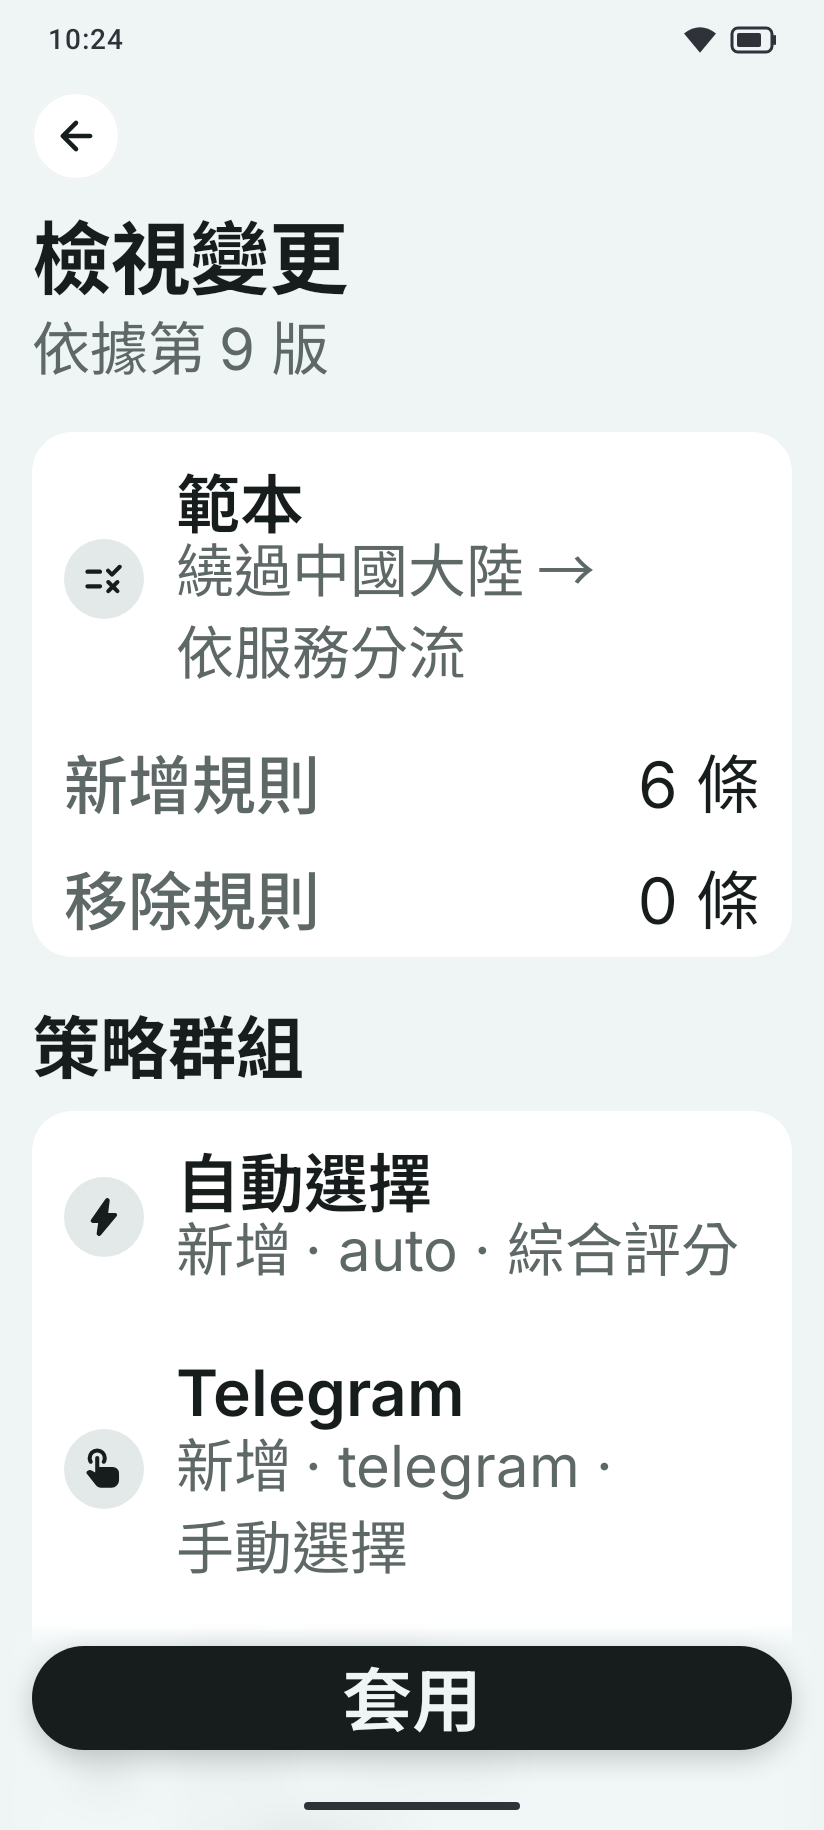 10:24
檢視變更
依據第 9 版
範本
繞過中國大陸 →
依服務分流
新增規則 6 條
移除規則 0 條
策略群組
自動選擇
新增 · auto · 綜合評分
Telegram
新增 · telegram ·
手動選擇
套用